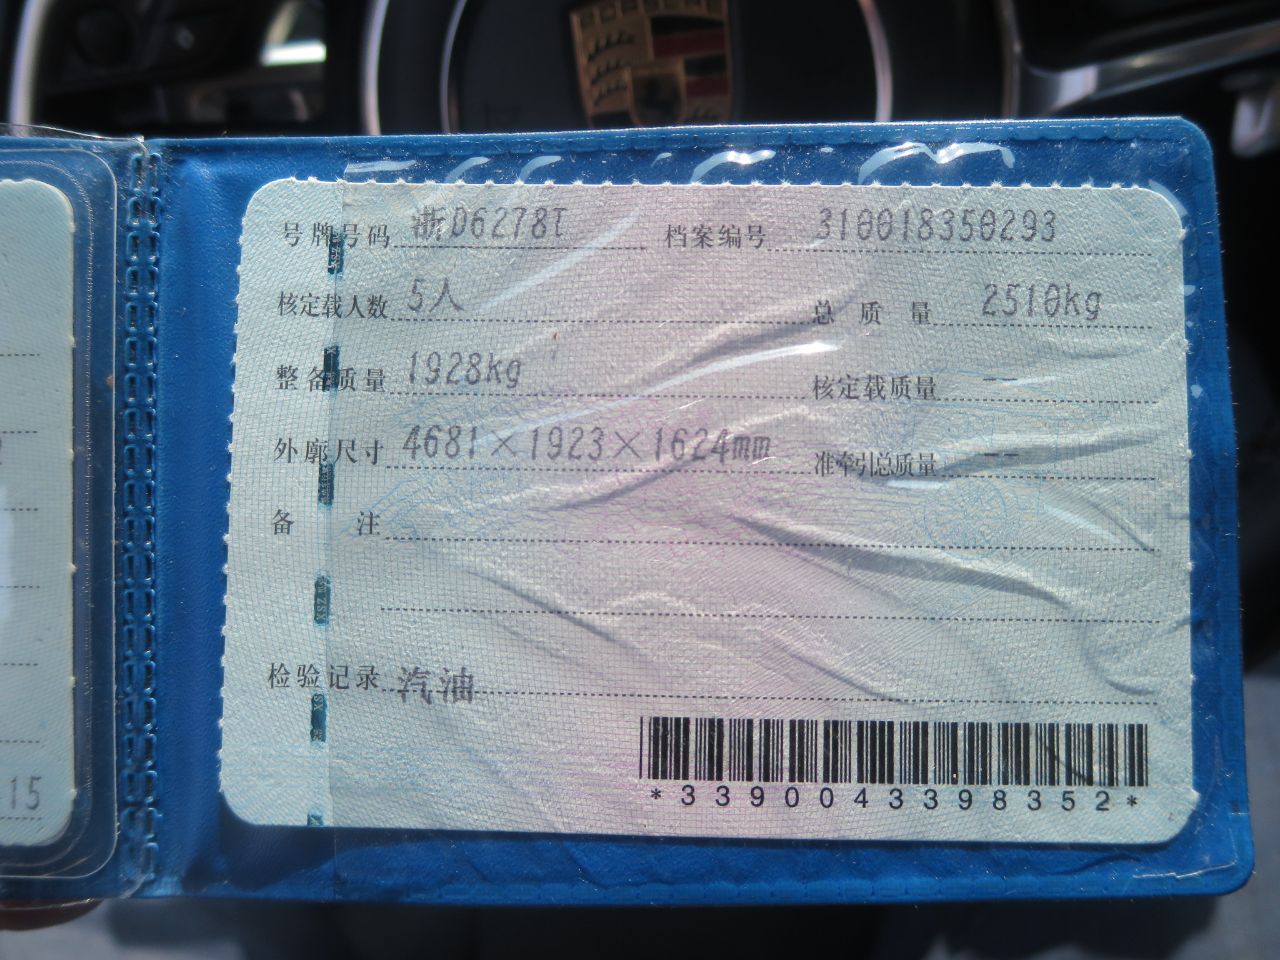 PORSCHE
号牌号码 浙D6278T 档案编号 310018350293
核定载人数 5人 总质量 2510kg
整备质量 1928kg 核定载质量 --
外廓尺寸 4681×1923×1624mm 准牵引总质量 --
备注
检验记录 汽油
*3390043398352*
15